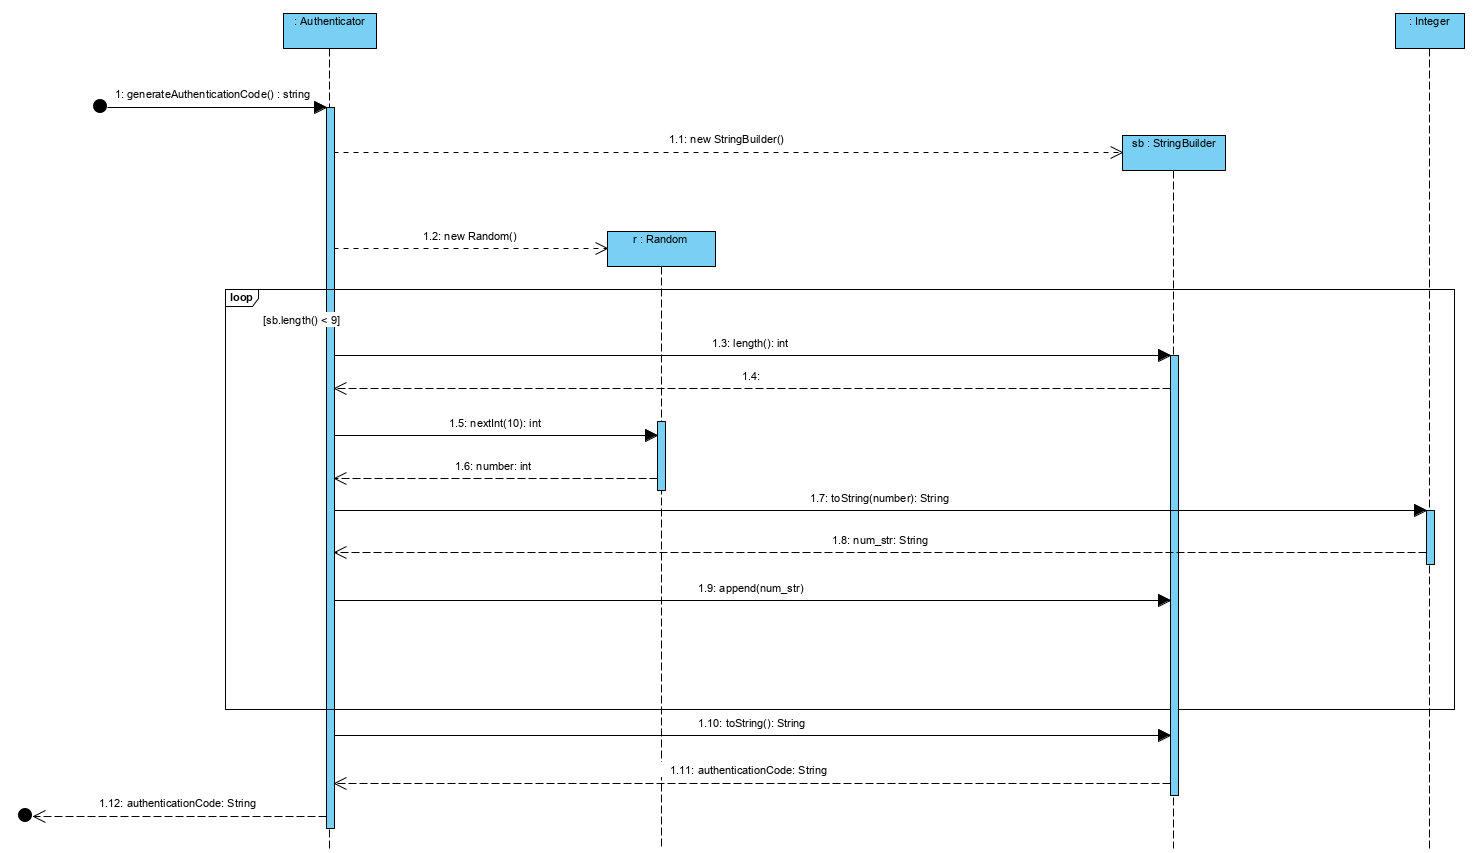 : Authenticator
: Integer
1: generateAuthenticationCode() : string
1.1: new StringBuilder()
sb : StringBuilder
1.2: new Random()
r : Random
loop
[sb.length() < 9]
1.3: length(): int
1.4:
1.5: nextInt(10): int
1.6: number: int
1.7: toString(number): String
1.8: num_str: String
1.9: append(num_str)
1.10: toString(): String
1.11: authenticationCode: String
1.12: authenticationCode: String